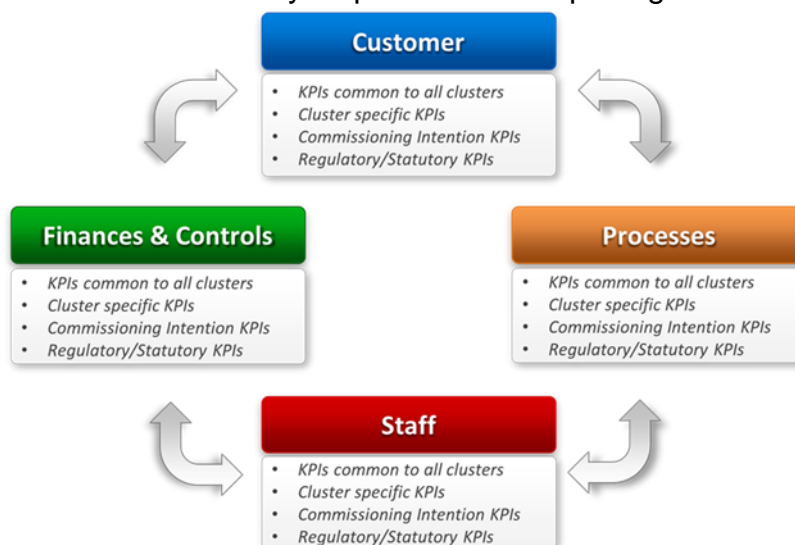 Customer
• KPIs common to all clusters
• Cluster specific KPIs
• Commissioning Intention KPIs
• Regulatory/Statutory KPIs
Finances & Controls
• KPIs common to all clusters
• Cluster specific KPIs
• Commissioning Intention KPIs
• Regulatory/Statutory KPIs
Processes
• KPIs common to all clusters
• Cluster specific KPIs
• Commissioning Intention KPIs
• Regulatory/Statutory KPIs
Staff
• KPIs common to all clusters
• Cluster specific KPIs
• Commissioning Intention KPIs
• Regulatory/Statutory KPIs